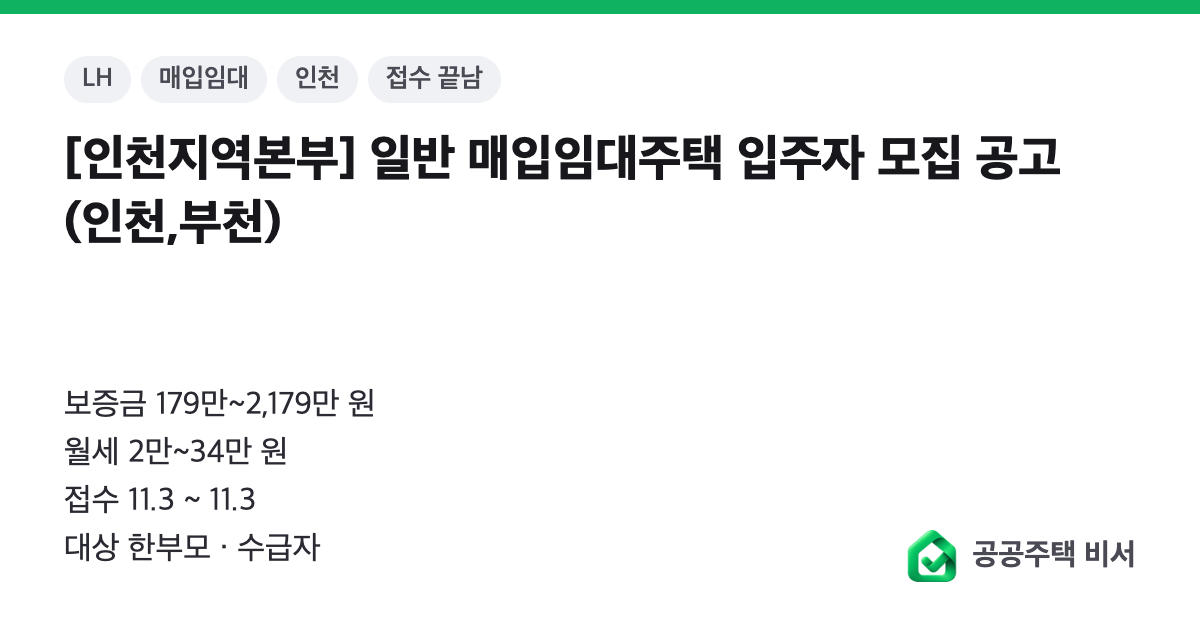 LH 매입임대 인천 접수 끝남
[인천지역본부] 일반 매입임대주택 입주자 모집 공고
(인천,부천)
보증금 179만~2,179만 원
월세 2만~34만 원
접수 11.3 ~ 11.3
대상 한부모 · 수급자
공공주택 비서